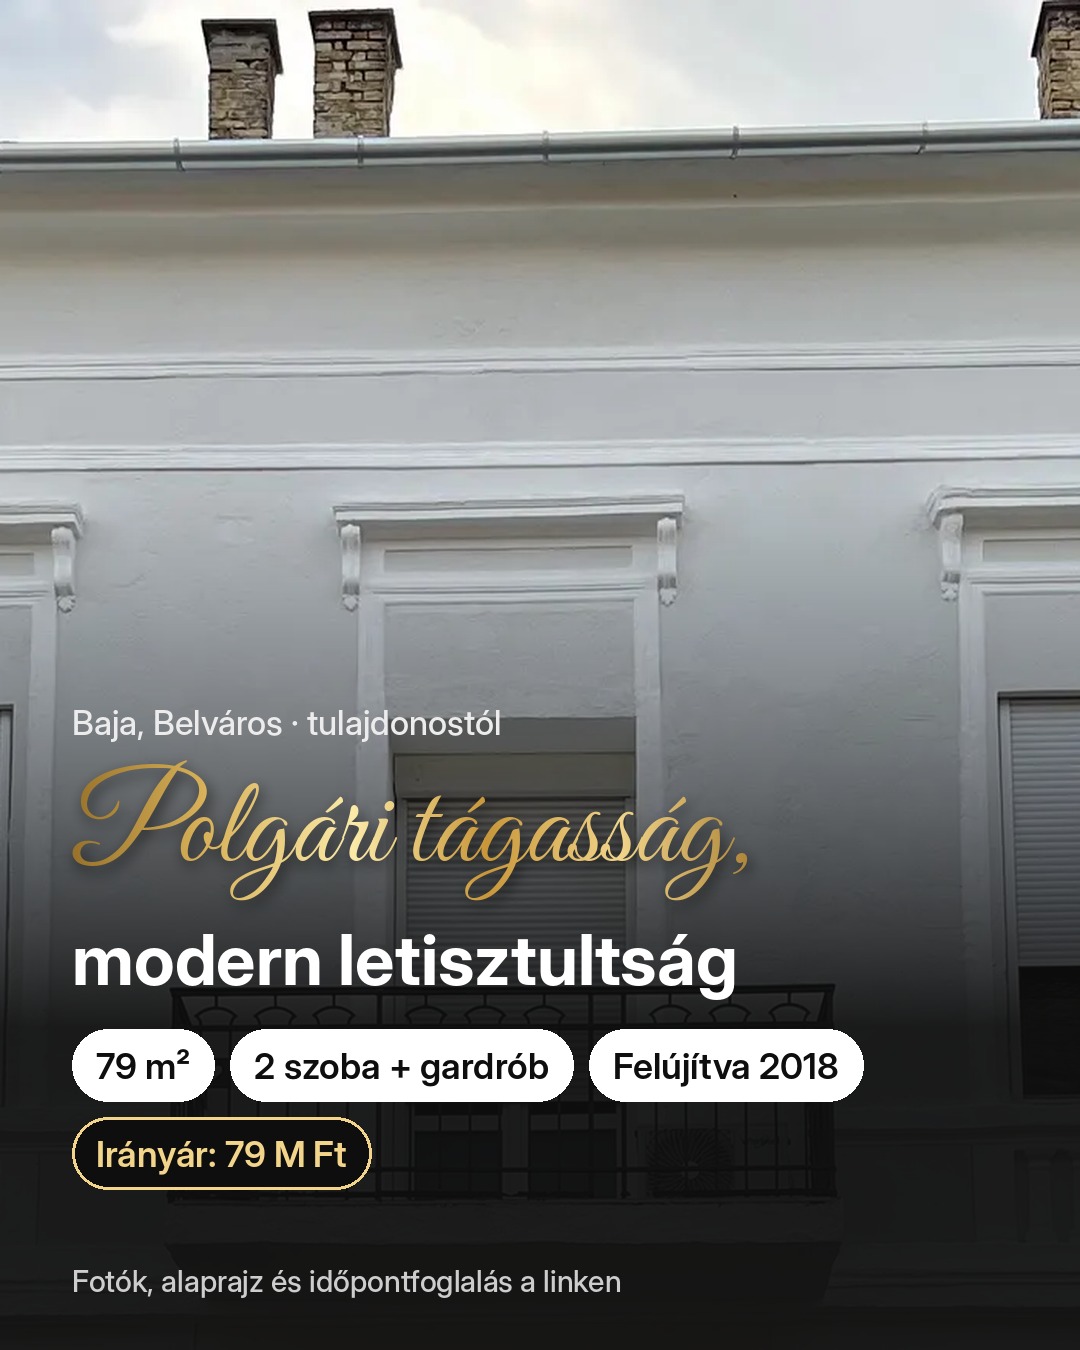 Baja, Belváros · tulajdonostól
Polgári tágasság,
modern letisztultság
79 m² 2 szoba + gardrób Felújítva 2018
Irányár: 79 M Ft
Fotók, alaprajz és időpontfoglalás a linken